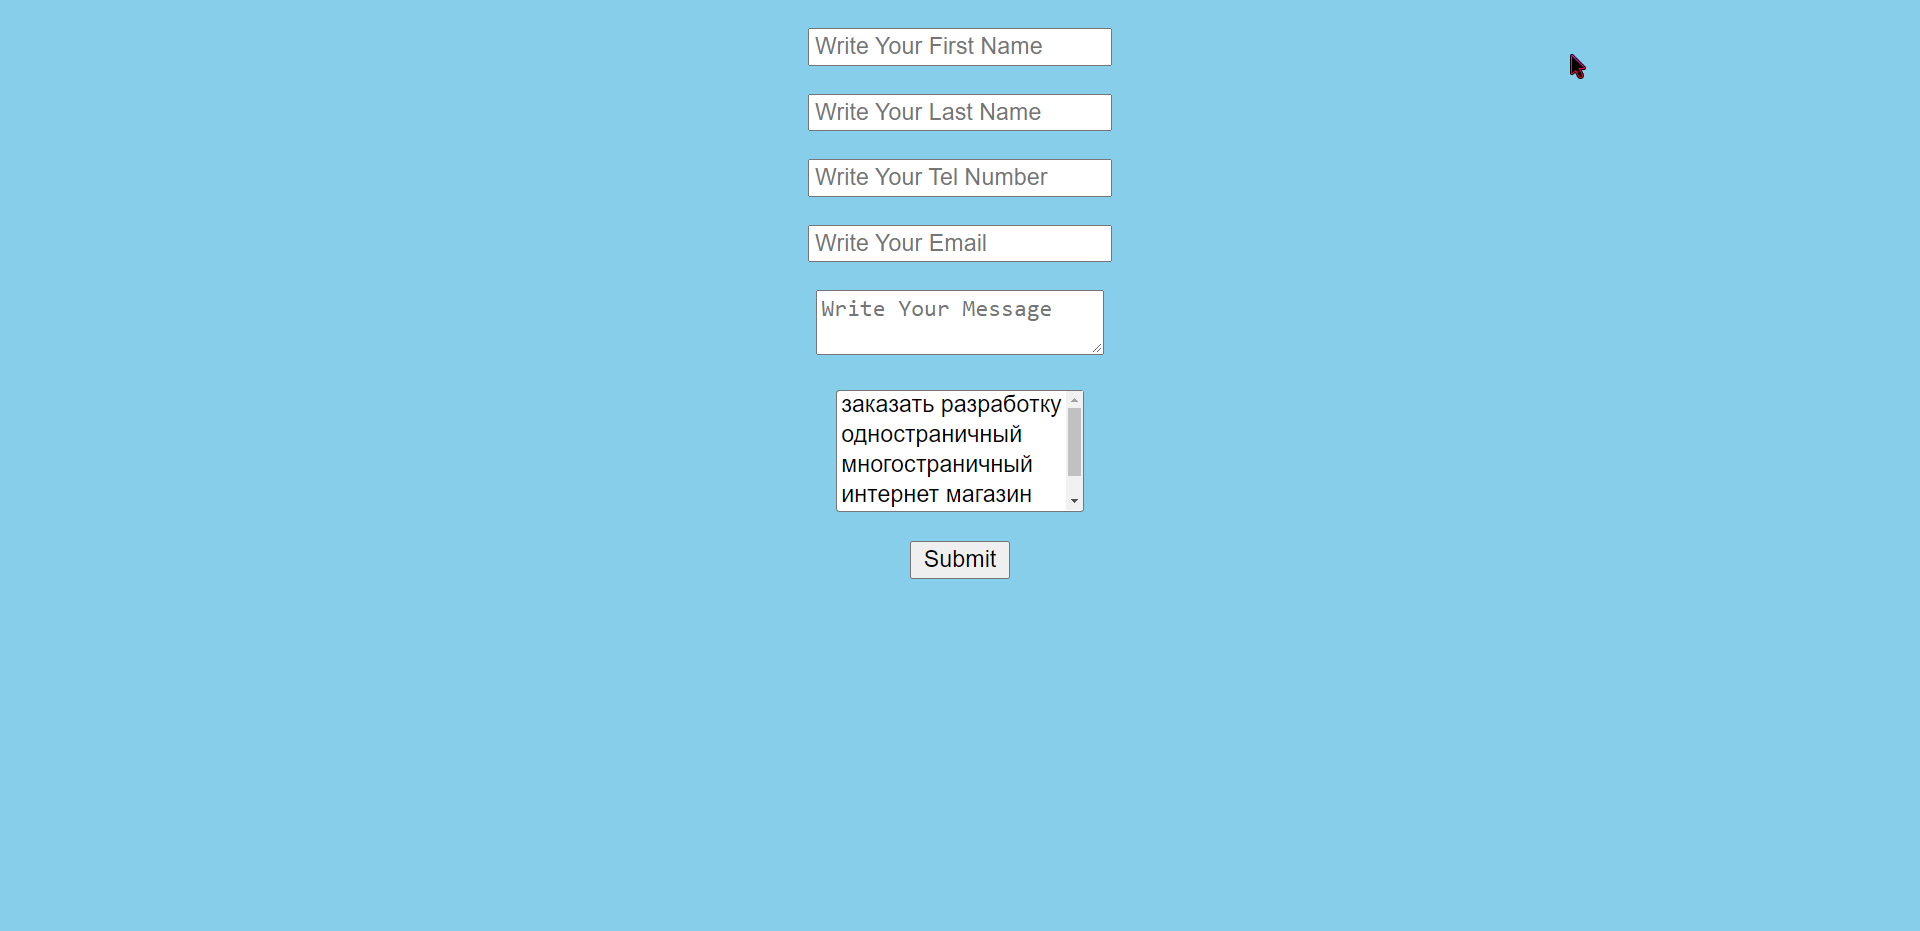 Write Your First Name
Write Your Last Name
Write Your Tel Number
Write Your Email
Write Your Message
заказать разработку
одностраничный
многостраничный
интернет магазин
Submit